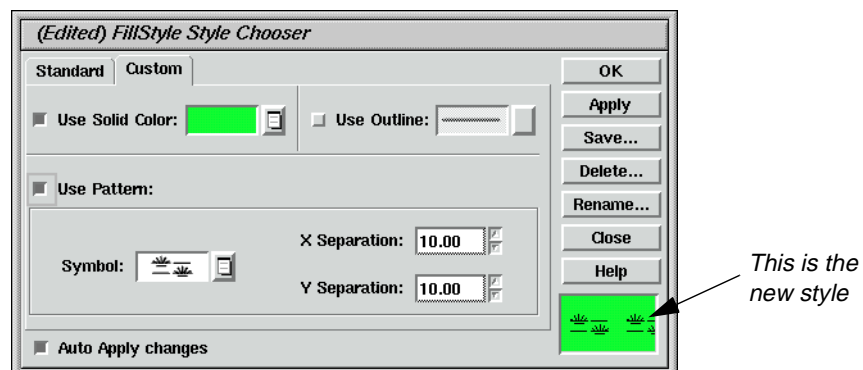 (Edited) FillStyle Style Chooser
Standard
Custom
Use Solid Color:
Use Outline:
Use Pattern:
Symbol:
X Separation: 10.00
Y Separation: 10.00
Auto Apply changes
OK
Apply
Save...
Delete...
Rename...
Close
Help
This is the
new style